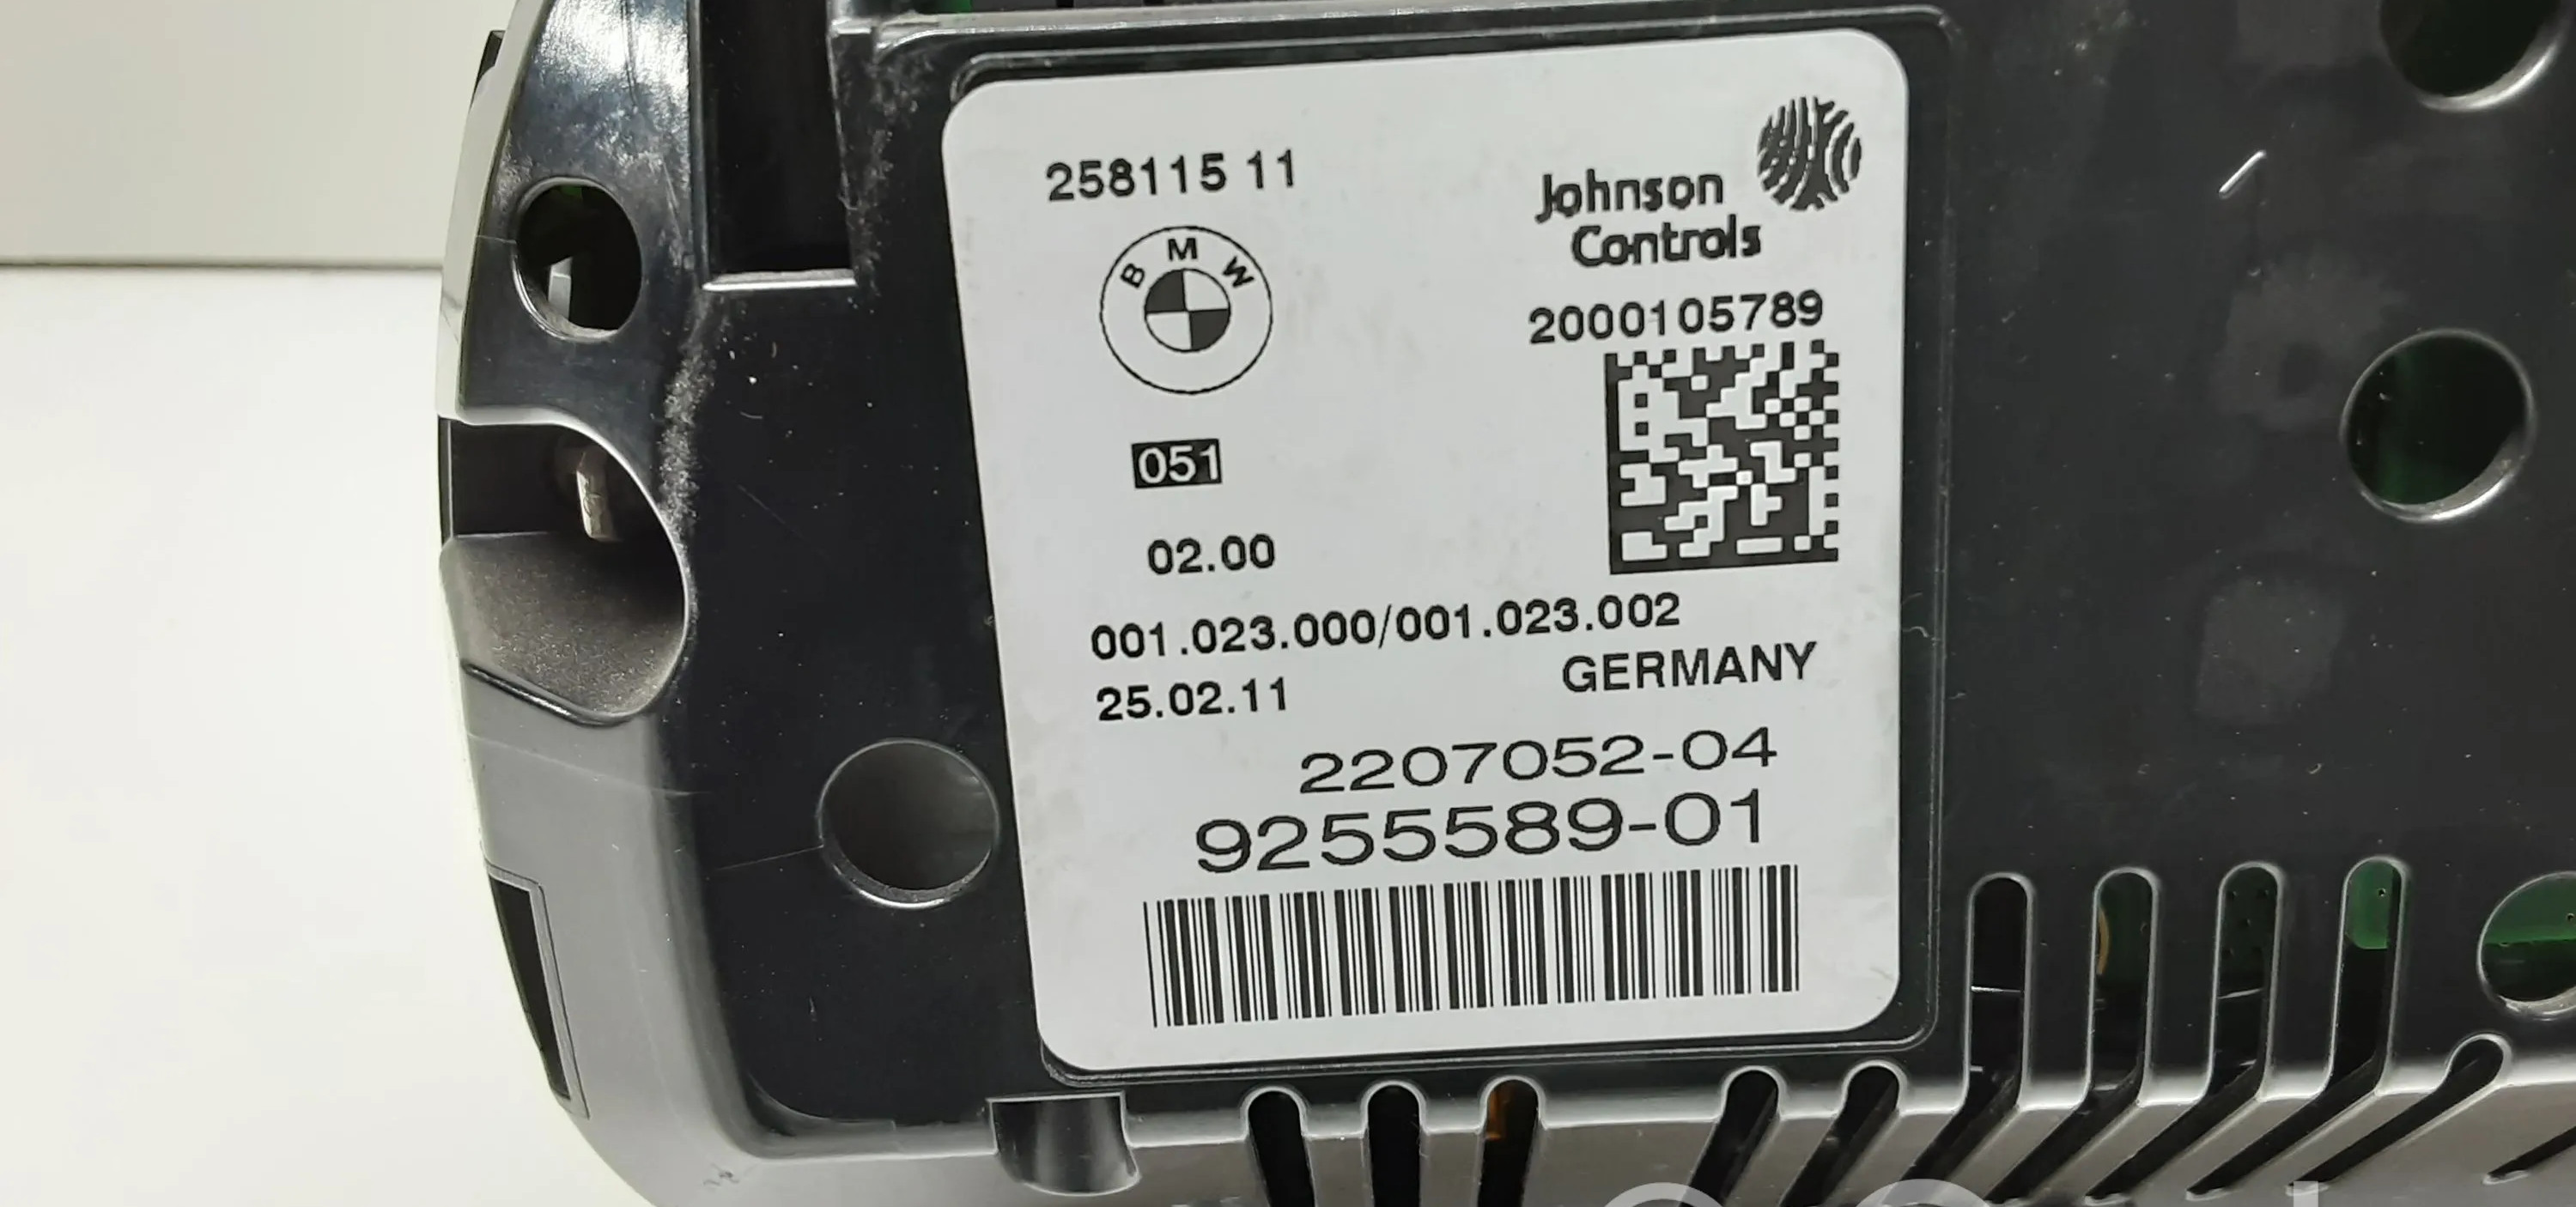 258115 11
Johnson
Controls
BMW
2000105789
051
02.00
001.023.000/001.023.002
GERMANY
25.02.11
2207052-04
9255589-01